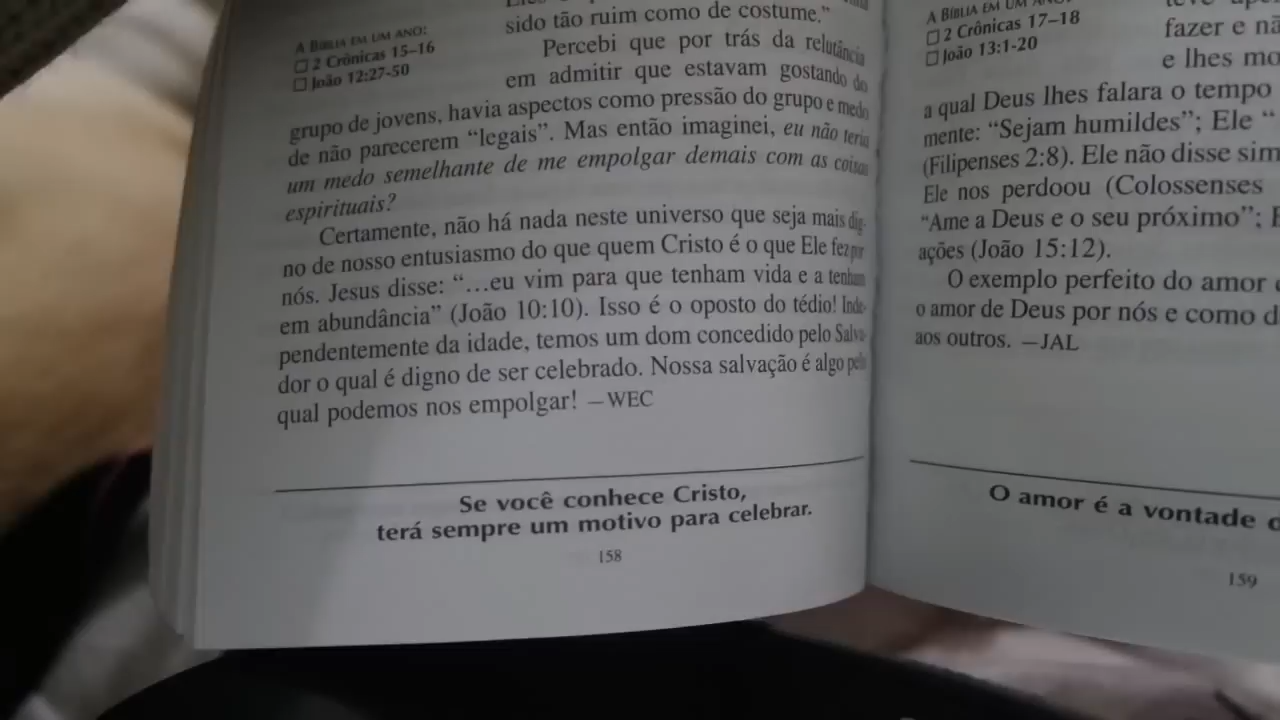 A BÍBLIA EM UM ANO:
☐ 2 Crônicas 15–16
☐ João 12:27-50
sido tão ruim como de costume.”
Percebi que por trás da relutância
em admitir que estavam gostando do
grupo de jovens, havia aspectos como pressão do grupo e medo
de não parecerem “legais”. Mas então imaginei, eu não teria
um medo semelhante de me empolgar demais com as coisas
espirituais?
Certamente, não há nada neste universo que seja mais dig-
no de nosso entusiasmo do que quem Cristo é o que Ele fez por
nós. Jesus disse: “…eu vim para que tenham vida e a tenham
em abundância” (João 10:10). Isso é o oposto do tédio! Inde-
pendentemente da idade, temos um dom concedido pelo Salva-
dor o qual é digno de ser celebrado. Nossa salvação é algo pelo
qual podemos nos empolgar! —WEC
Se você conhece Cristo,
terá sempre um motivo para celebrar.
158
A BÍBLIA EM UM ANO:
☐ 2 Crônicas 17–18
☐ João 13:1-20
fazer e
e lhes
a qual Deus lhes falara o tempo
mente: “Sejam humildes”; Ele “
(Filipenses 2:8). Ele não disse
Ele nos perdoou (Colossenses
“Ame a Deus e o seu próximo”;
ações (João 15:12).
O exemplo perfeito do amor
o amor de Deus por nós e como
aos outros. —JAL
O amor é a vontade
159